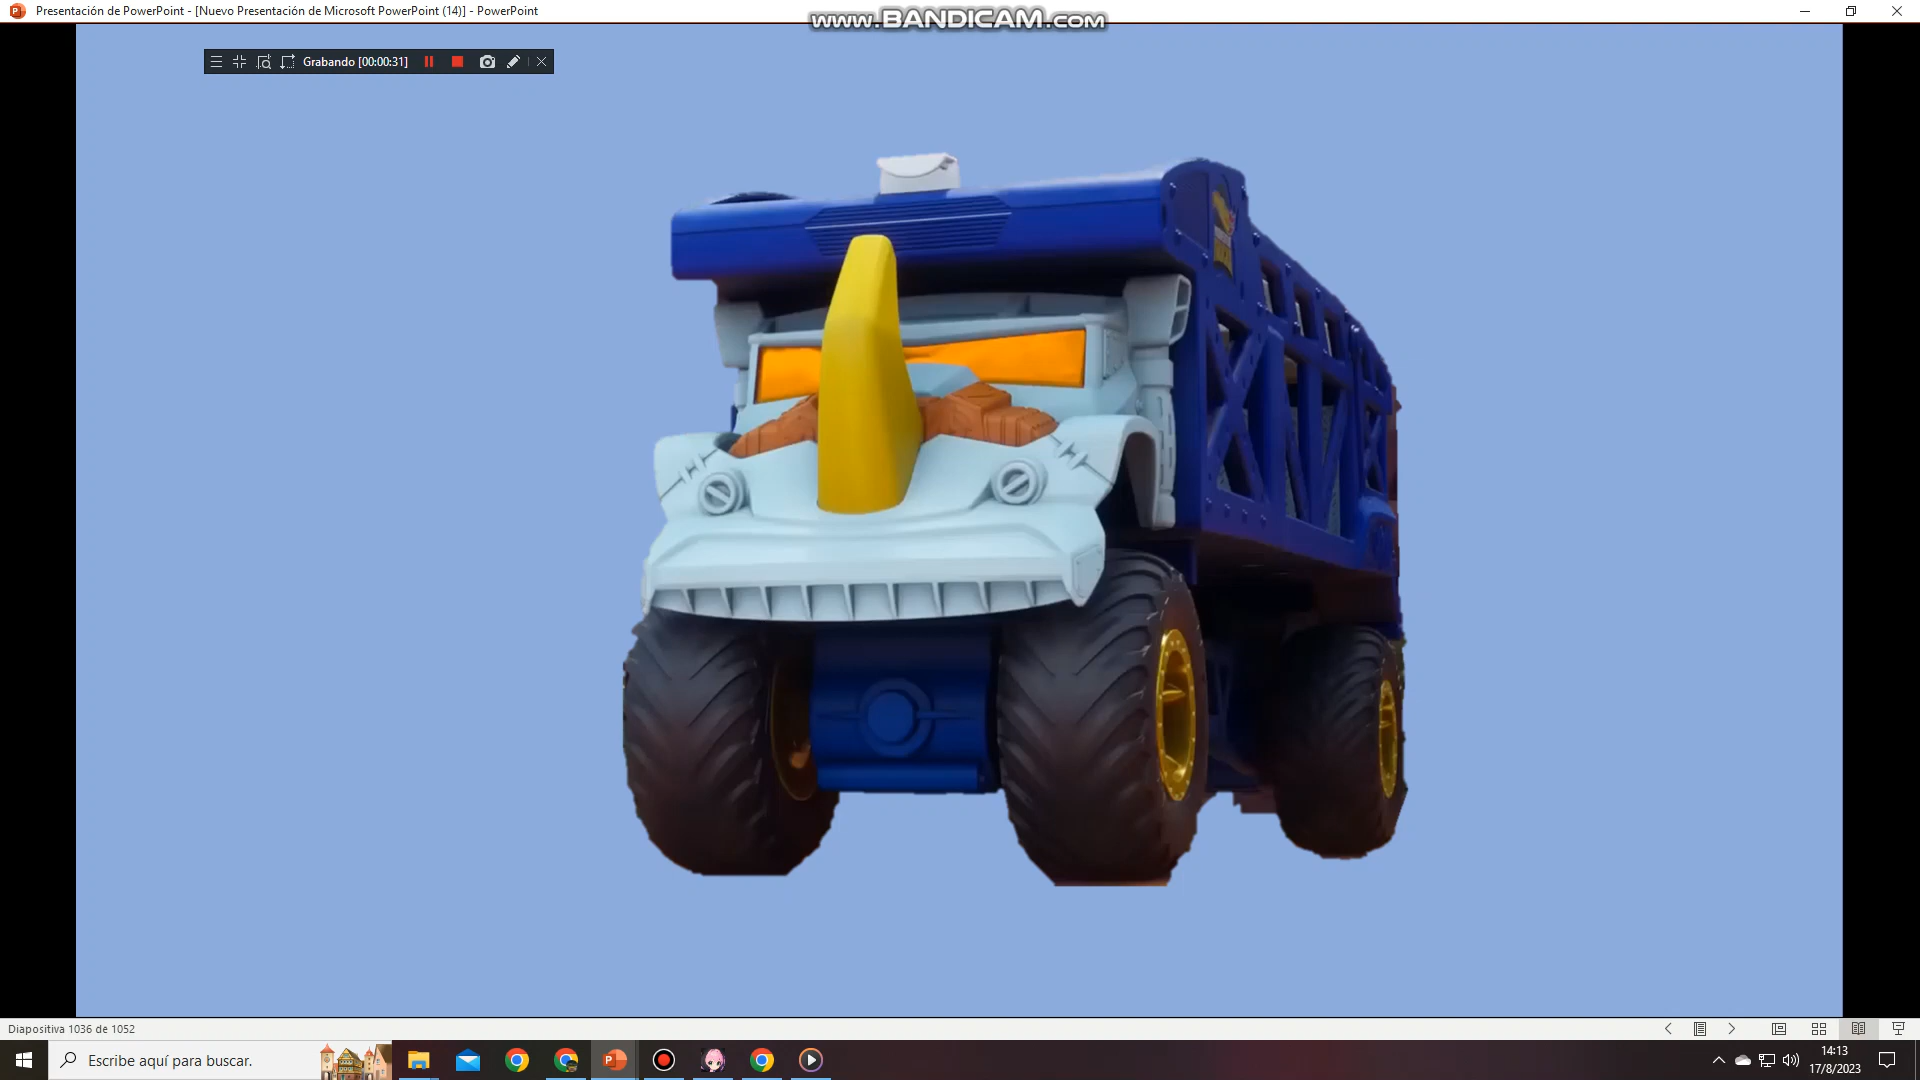 Presentación de PowerPoint - [Nuevo Presentación de Microsoft PowerPoint (14)] - PowerPoint
www.BANDICAM.com
Grabando [00:00:31]
Diapositiva 1036 de 1052
Escribe aquí para buscar.
14:13
17/8/2023